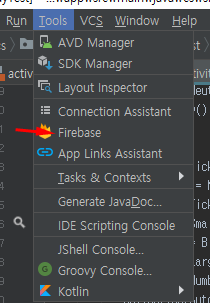 Run Tools VCS Window
AVD Manager
SDK Manager
Layout Inspector
Connection Assistant
Firebase
App Links Assistant
Tasks & Contexts
Generate JavaDoc...
IDE Scripting Console
JShell Console...
Groovy Console...
Kotlin